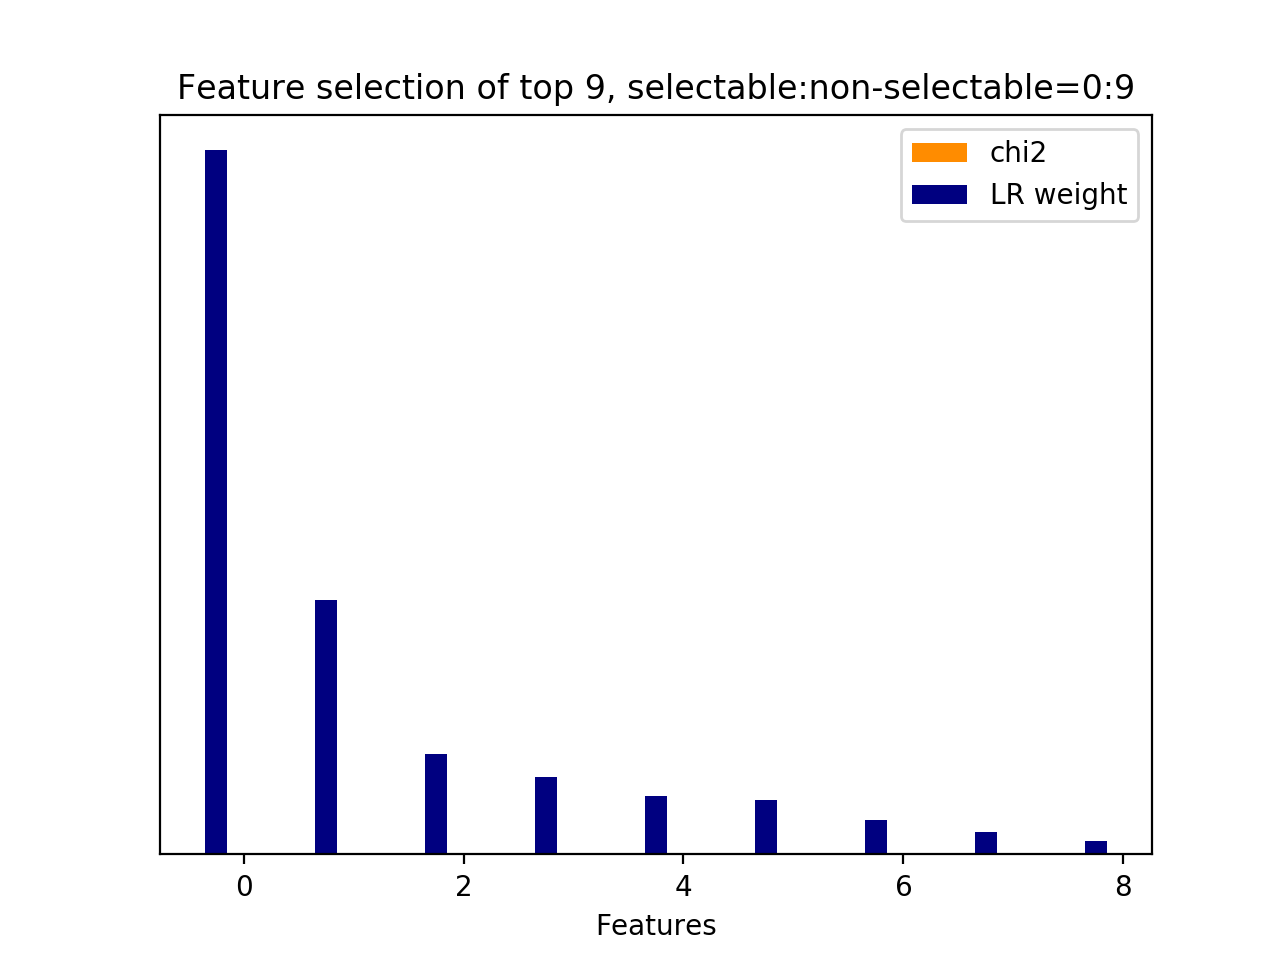 Feature selection of top 9, selectable:non-selectable=0:9
chi2
LR weight
0 2 4 6 8
Features